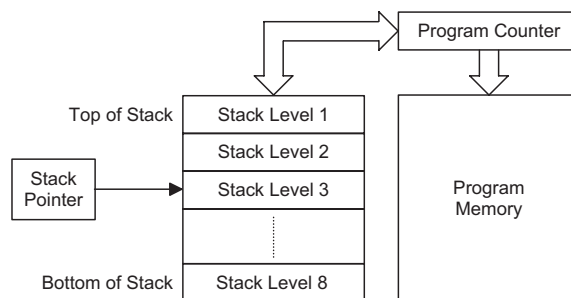 Program Counter
Top of Stack
Stack Level 1
Stack Level 2
Stack
Pointer
Stack Level 3
Program
Memory
Bottom of Stack
Stack Level 8